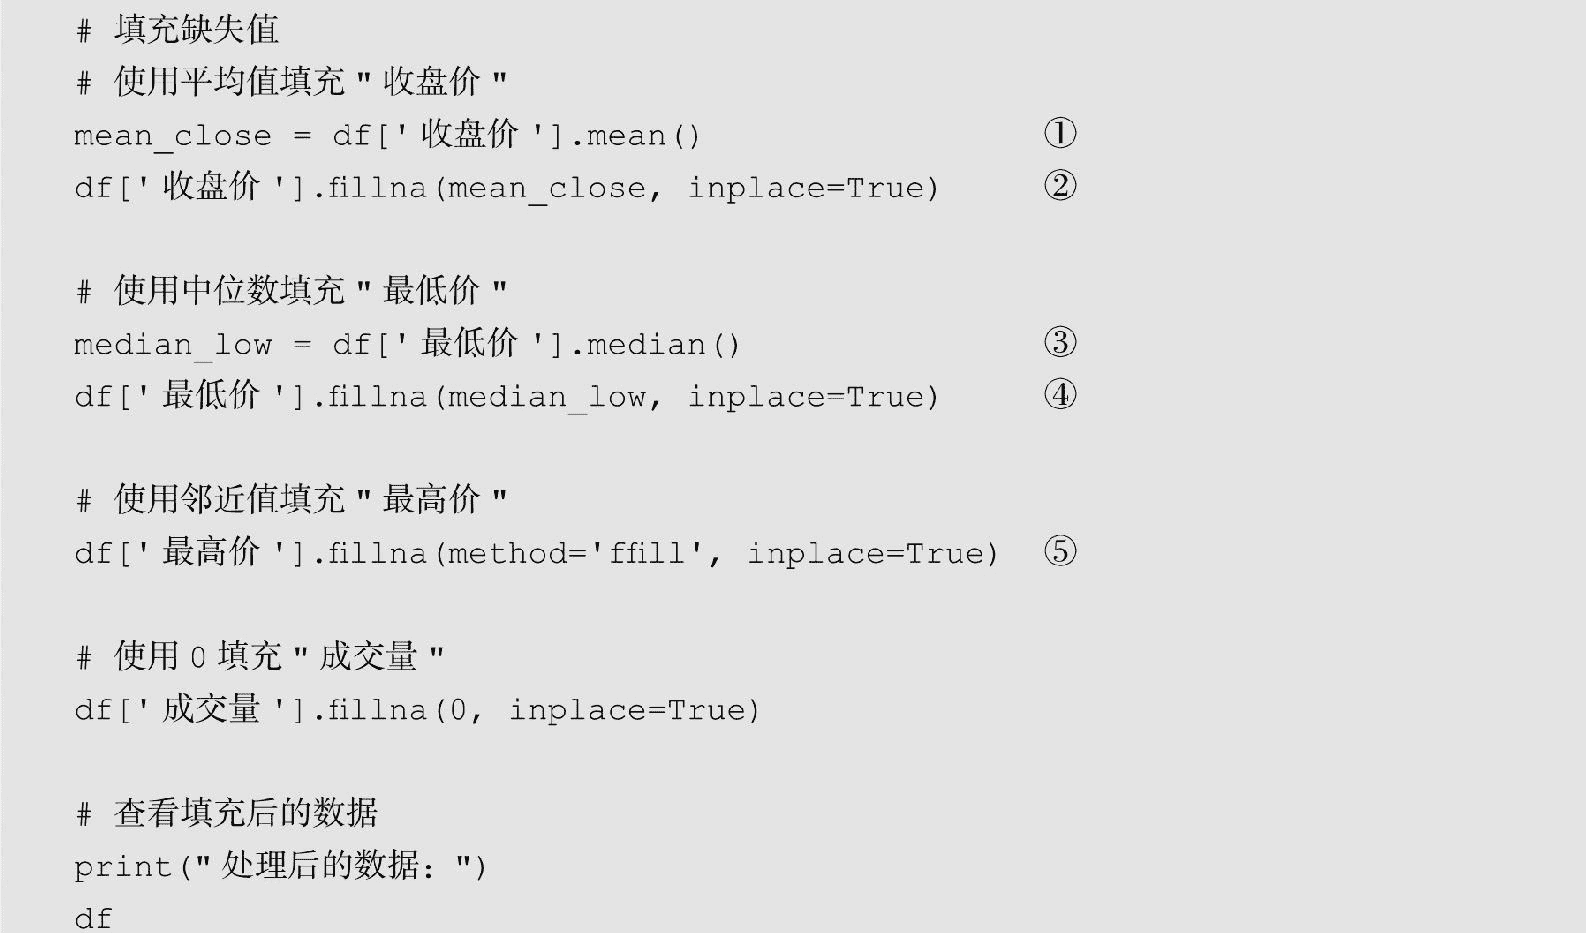 # 填充缺失值
# 使用平均值填充"收盘价"
mean_close = df['收盘价'].mean() ①
df['收盘价'].fillna(mean_close, inplace=True) ②
# 使用中位数填充"最低价"
median_low = df['最低价'].median() ③
df['最低价'].fillna(median_low, inplace=True) ④
# 使用邻近值填充"最高价"
df['最高价'].fillna(method='ffill', inplace=True) ⑤
# 使用0填充"成交量"
df['成交量'].fillna(0, inplace=True)
# 查看填充后的数据
print("处理后的数据：")
df